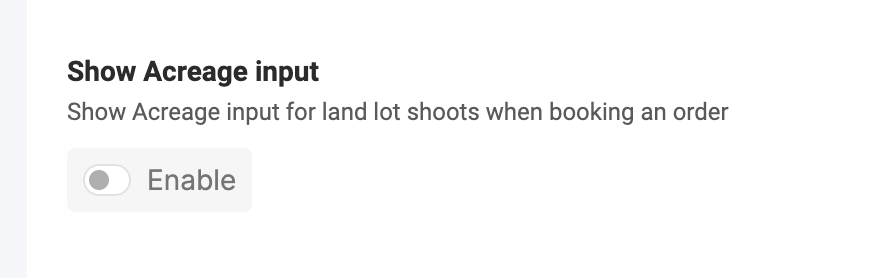 Show Acreage input
Show Acreage input for land lot shoots when booking an order
Enable